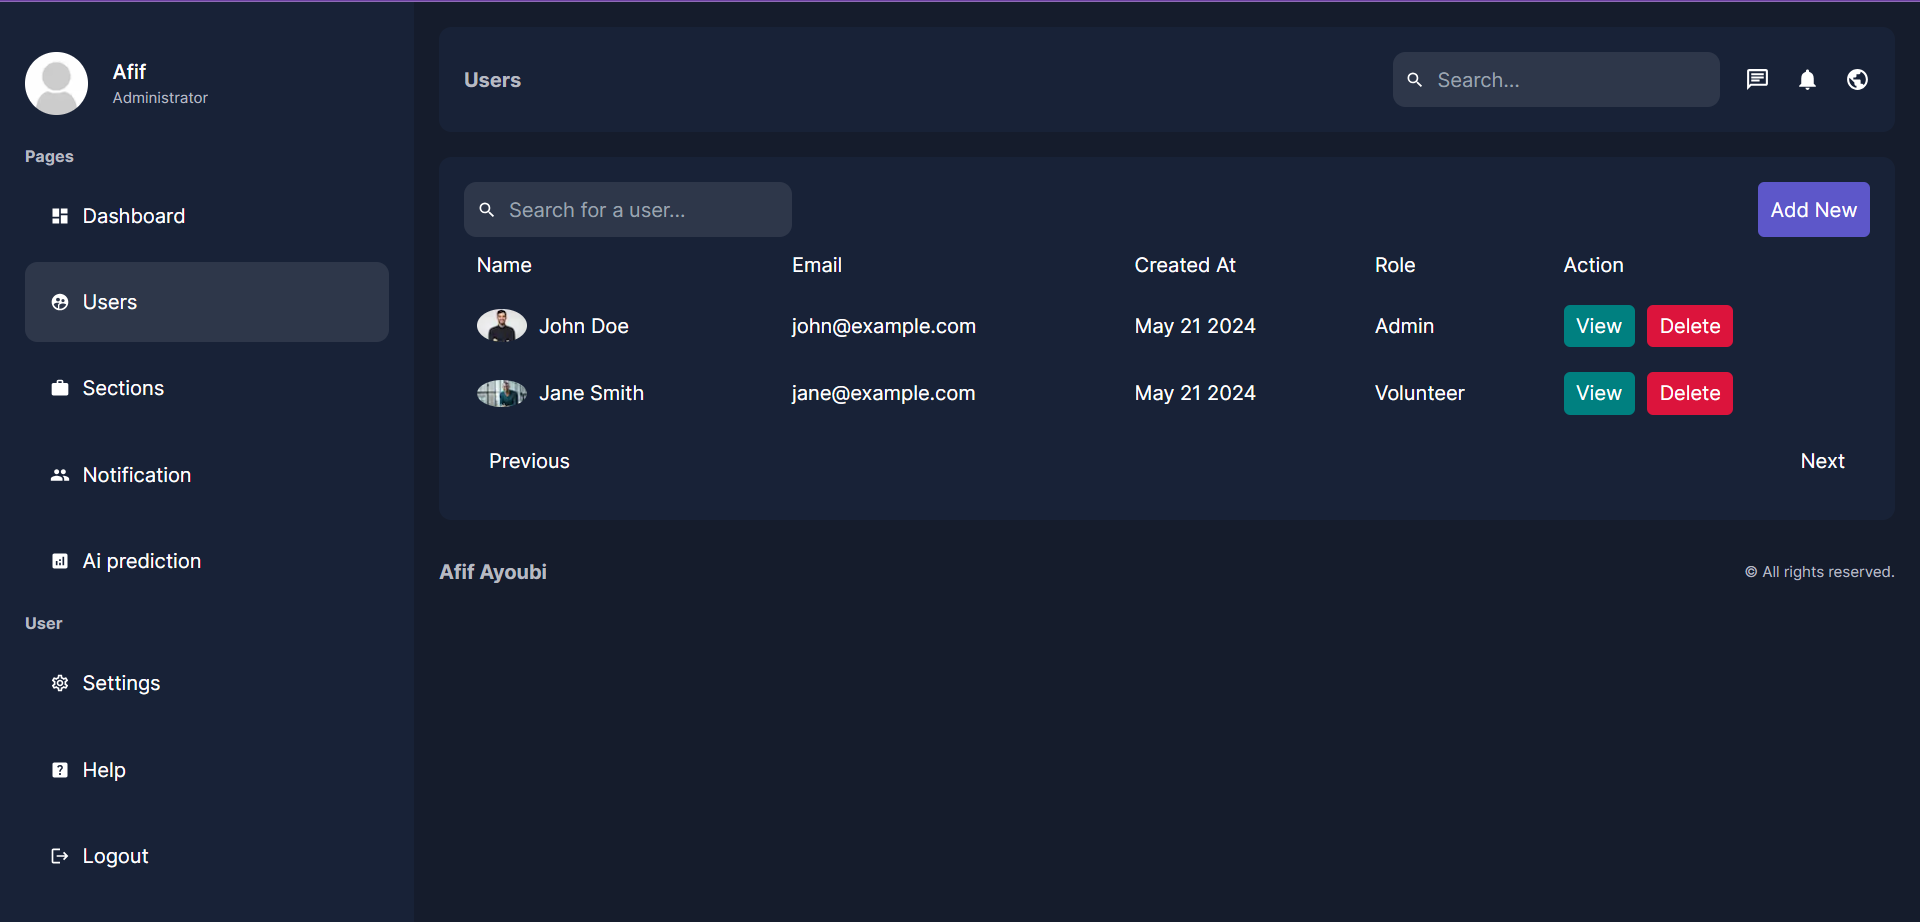 Afif
Administrator
Pages
Dashboard
Users
Sections
Notification
Ai prediction
User
Settings
Help
Logout
Users
Search...
Search for a user...
Add New
Name Email Created At Role Action
John Doe john@example.com May 21 2024 Admin View Delete
Jane Smith jane@example.com May 21 2024 Volunteer View Delete
Previous Next
Afif Ayoubi © All rights reserved.